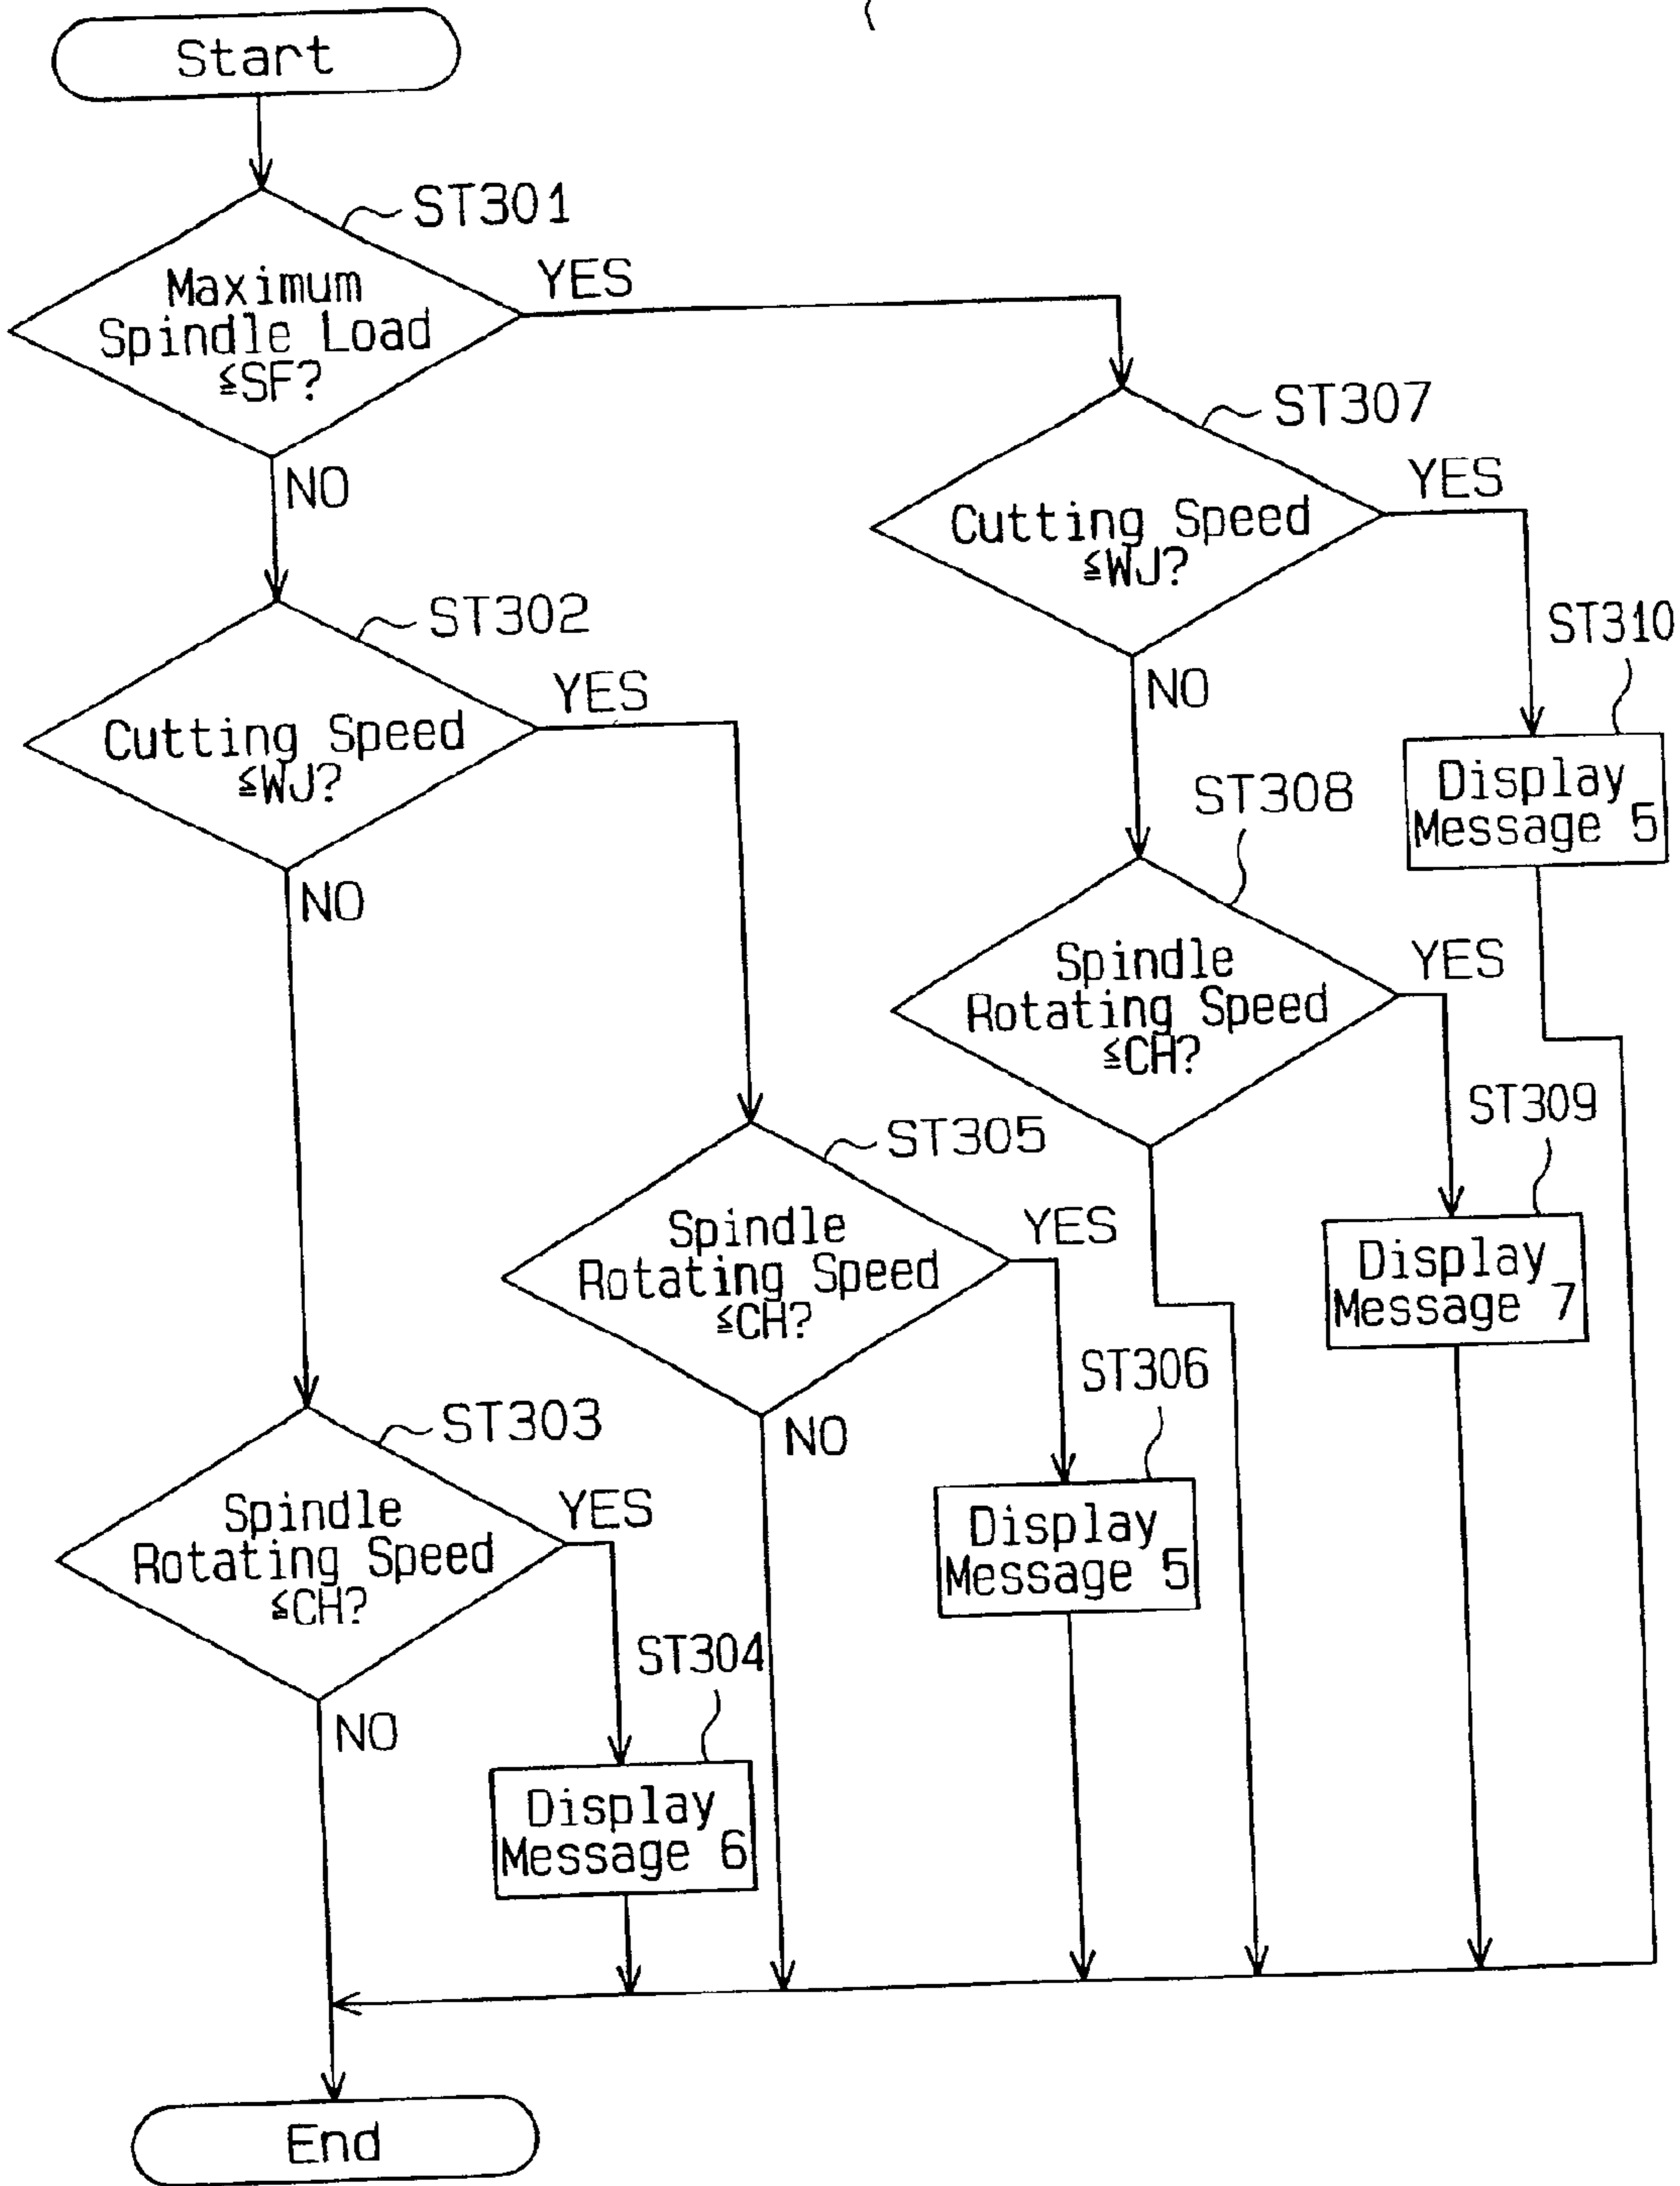 Start
ST301
Maximum
Spindle Load
≦SF?
YES
NO
ST307
Cutting Speed
≦WJ?
YES
NO
ST302
Cutting Speed
≦WJ?
YES
NO
ST310
Display
Message 5
ST308
Spindle
Rotating Speed
≦CH?
YES
ST309
Display
Message 7
ST305
Spindle
Rotating Speed
≦CH?
YES
NO
ST306
Display
Message 5
ST303
Spindle
Rotating Speed
≦CH?
YES
NO
ST304
Display
Message 6
End